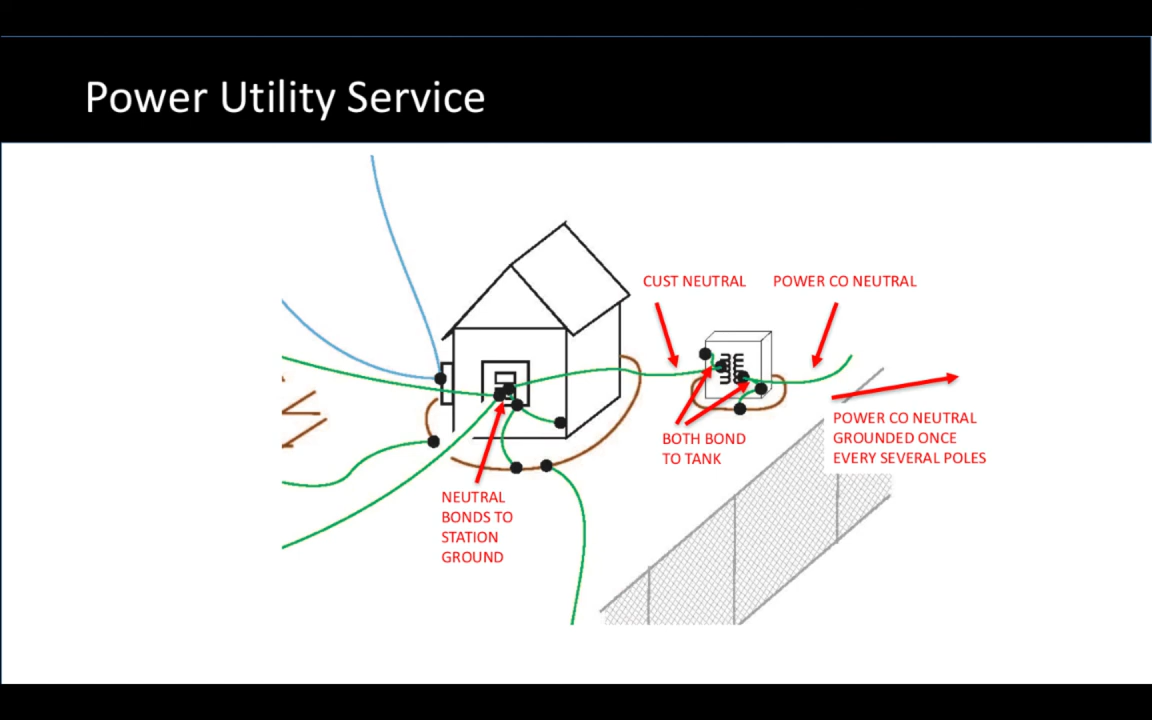 Power Utility Service
CUST NEUTRAL
POWER CO NEUTRAL
BOTH BOND
TO TANK
POWER CO NEUTRAL
GROUNDED ONCE
EVERY SEVERAL POLES
NEUTRAL
BONDS TO
STATION
GROUND